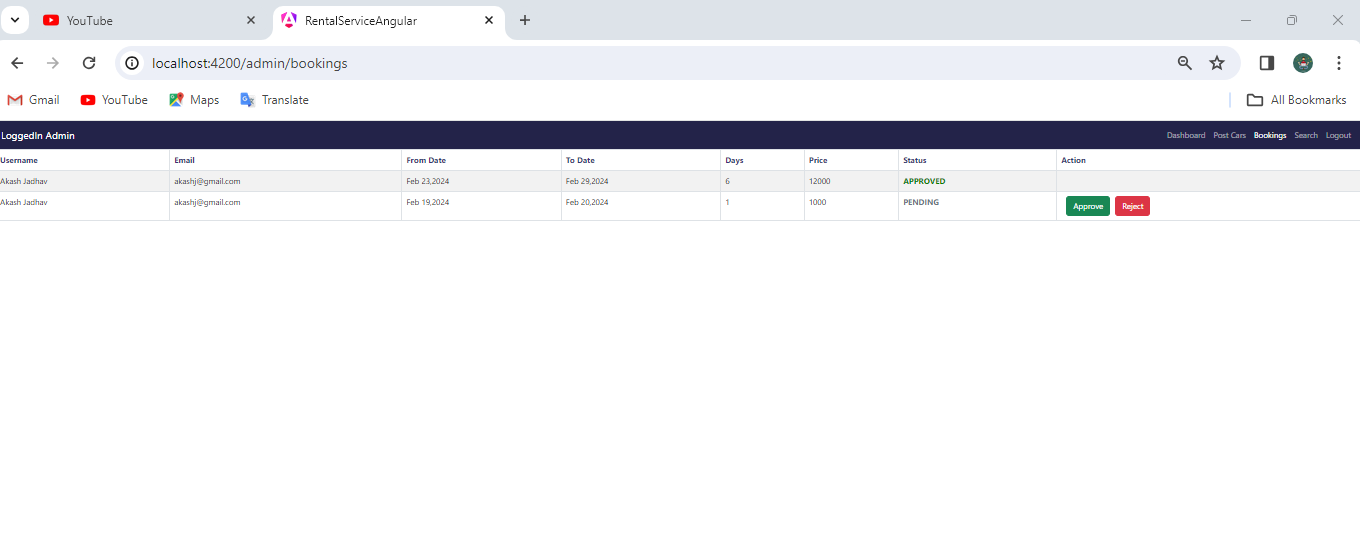 YouTube RentalServiceAngular
localhost:4200/admin/bookings
Gmail YouTube Maps Translate All Bookmarks
LoggedIn Admin Dashboard Post Cars Bookings Search Logout
Username Email From Date To Date Days Price Status Action
Akash Jadhav akashj@gmail.com Feb 23,2024 Feb 29,2024 6 12000 APPROVED
Akash Jadhav akashj@gmail.com Feb 19,2024 Feb 20,2024 1 1000 PENDING Approve Reject